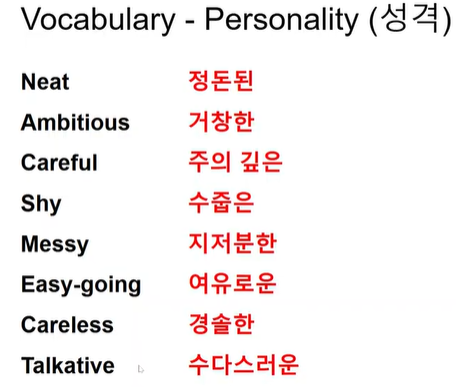 Vocabulary - Personality (성격)
Neat 정돈된
Ambitious 거창한
Careful 주의 깊은
Shy 수줍은
Messy 지저분한
Easy-going 여유로운
Careless 경솔한
Talkative 수다스러운